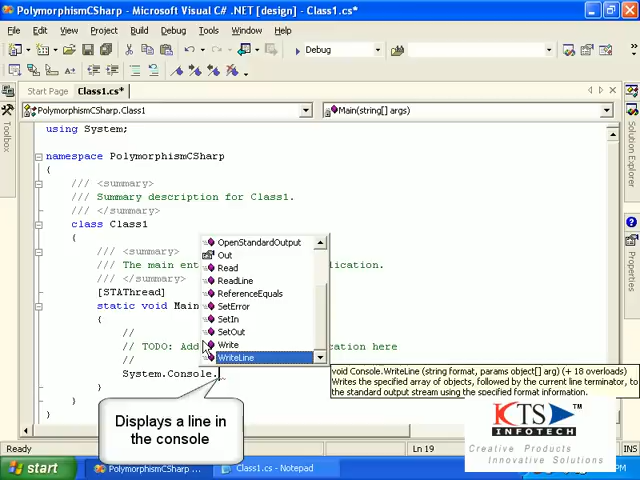 PolymorphismCSharp - Microsoft Visual C# .NET [design] - Class1.cs*
File Edit View Project Build Debug Tools Window Help
Debug
Start Page Class1.cs*
PolymorphismCSharp.Class1
Main(string[] args)
Toolbox
Solution Explorer
Properties
using System;
namespace PolymorphismCSharp
{
/// <summary>
/// Summary description for Class1.
/// </summary>
class Class1
{
/// <summary>
/// The main ent
lication.
/// </summary>
[STAThread]
static void Main
{
//
// TODO: Ad
ication here
//
System.Console.
}
}
}
OpenStandardOutput
Out
Read
ReadLine
ReferenceEquals
SetError
SetIn
SetOut
Write
WriteLine
void Console.WriteLine (string format, params object[] arg) (+ 18 overloads)
Writes the specified array of objects, followed by the current line terminator, to
the standard output stream using the specified format information.
Displays a line in
the console
KTS
INFOTECH
Creative Products
Innovative Solutions
Ready
Ln 19
INS
start
PolymorphismCSharp ...
Class1.cs - Notepad